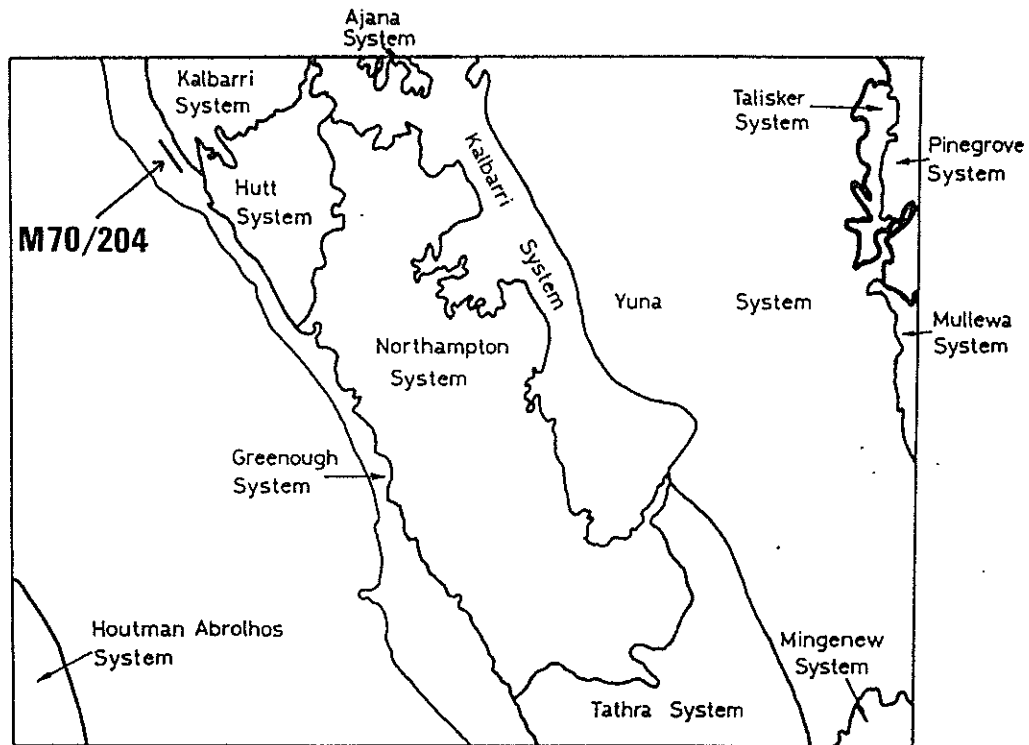 Ajana
System
Kalbarri
System
Talisker
System
Pinegrove
System
Kalbarri
System
Hutt
System
M70/204
Yuna System
Mullewa
System
Northampton
System
Greenough
System
Houtman Abrolhos
System
Mingenew
System
Tathra System